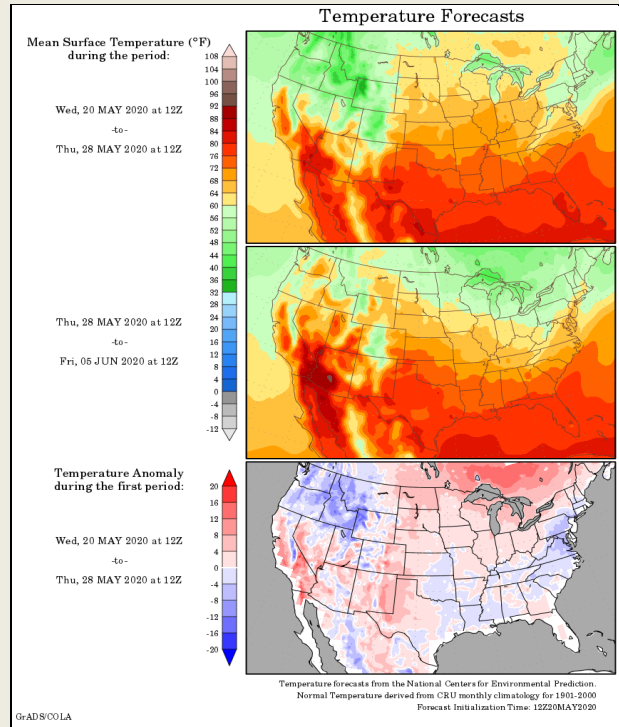 Temperature Forecasts
Mean Surface Temperature (°F)
during the period:
Wed, 20 MAY 2020 at 12Z
-to-
Thu, 28 MAY 2020 at 12Z
108
104
100
96
92
88
84
80
76
72
68
64
60
56
52
48
44
40
36
32
28
24
20
16
12
8
4
0
-4
-8
-12
Thu, 28 MAY 2020 at 12Z
-to-
Fri, 05 JUN 2020 at 12Z
Temperature Anomaly
during the first period:
Wed, 20 MAY 2020 at 12Z
-to-
Thu, 28 MAY 2020 at 12Z
20
16
12
8
4
0
-4
-8
-12
-16
-20
Temperature forecasts from the National Centers for Environmental Prediction.
Normal Temperature derived from CRU monthly climatology for 1901-2000
Forecast Initialization Time: 12Z20MAY2020
GrADS/COLA